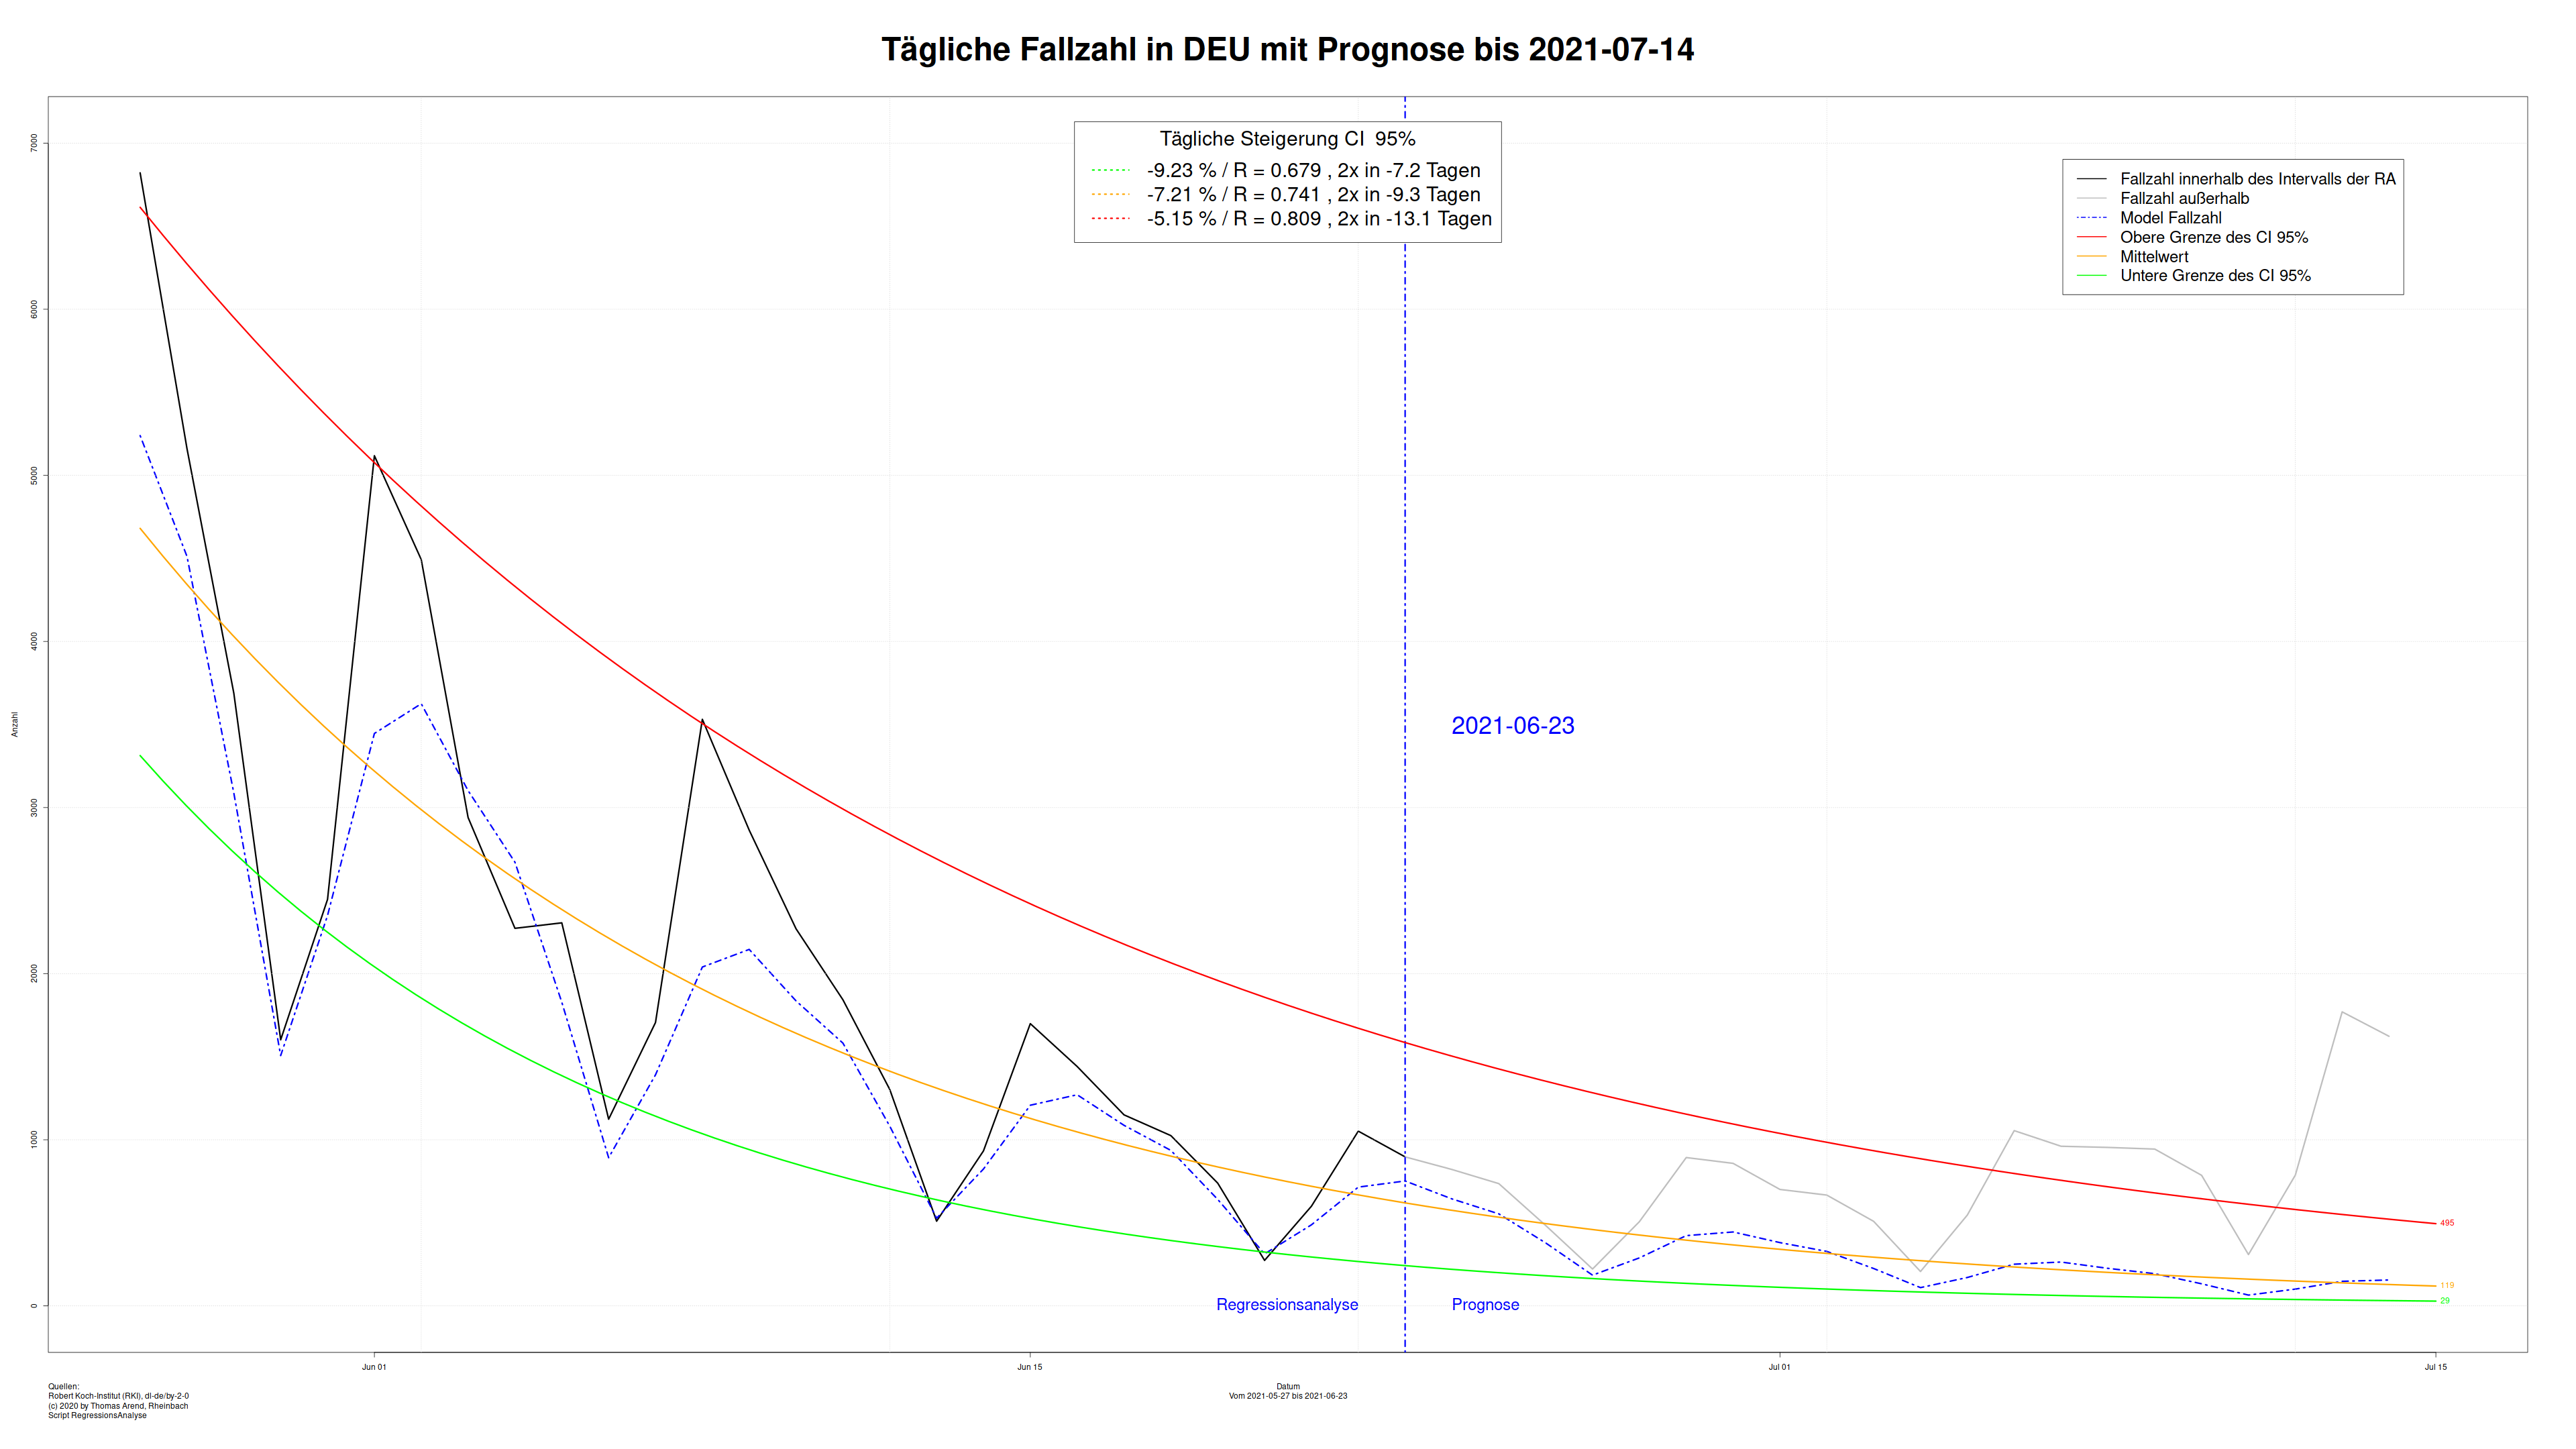 Tägliche Fallzahl in DEU mit Prognose bis 2021-07-14
Tägliche Steigerung CI 95%
-9.23 % / R = 0.679 , 2x in -7.2 Tagen
-7.21 % / R = 0.741 , 2x in -9.3 Tagen
-5.15 % / R = 0.809 , 2x in -13.1 Tagen
Fallzahl innerhalb des Intervalls der RA
Fallzahl außerhalb
Model Fallzahl
Obere Grenze des CI 95%
Mittelwert
Untere Grenze des CI 95%
7000
6000
5000
4000
3000
2000
1000
0
Anzahl
2021-06-23
495
119
29
Regressionsanalyse
Prognose
Jun 01
Jun 15
Jul 01
Jul 15
Datum
Vom 2021-05-27 bis 2021-06-23
Quellen:
Robert Koch-Institut (RKI), dl-de/by-2-0
(c) 2020 by Thomas Arend, Rheinbach
Script RegressionsAnalyse